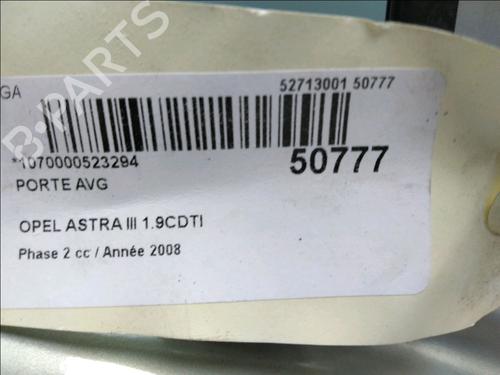 GA
52713001 50777
*1070000523294
50777
PORTE AVG
OPEL ASTRA III 1.9CDTI
Phase 2 cc / Année 2008
B-PARTS